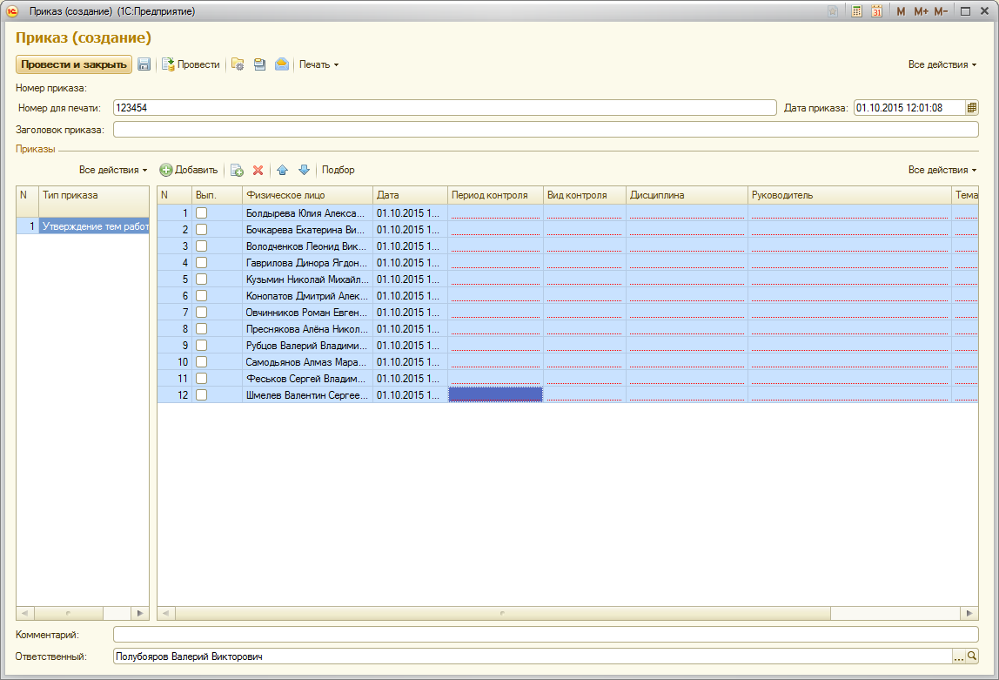 Приказ (создание) (1С:Предприятие)
31 M M+ M-
Приказ (создание)
Провести и закрыть Провести Печать Все действия
Номер приказа:
Номер для печати: 123454 Дата приказа: 01.10.2015 12:01:08
Заголовок приказа:
Приказы
Все действия Добавить Подбор Все действия
N Тип приказа N Вып. Физическое лицо Дата Период контроля Вид контроля Дисциплина Руководитель Тема
1 Утверждение тем работ
1 Болдырева Юлия Алекса... 01.10.2015 1...
2 Бочкарева Екатерина Ви... 01.10.2015 1...
3 Володченков Леонид Вик... 01.10.2015 1...
4 Гаврилова Динора Ягдон... 01.10.2015 1...
5 Кузьмин Николай Михайл... 01.10.2015 1...
6 Конопатов Дмитрий Алек... 01.10.2015 1...
7 Овчинников Роман Евген... 01.10.2015 1...
8 Преснякова Алёна Никол... 01.10.2015 1...
9 Рубцов Валерий Владими... 01.10.2015 1...
10 Самодьянов Алмаз Мара... 01.10.2015 1...
11 Феськов Сергей Владим... 01.10.2015 1...
12 Шмелев Валентин Сергее... 01.10.2015 1...
Комментарий:
Ответственный: Полубояров Валерий Викторович ...